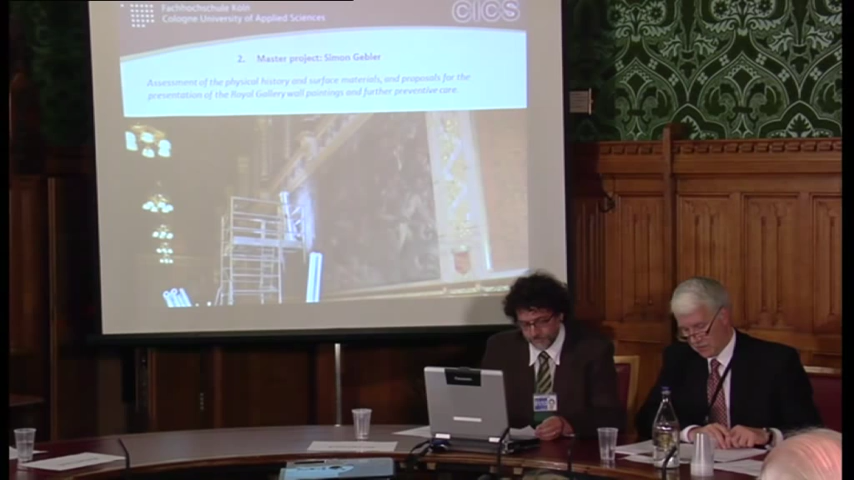 Fachhochschule Köln
Cologne University of Applied Sciences
CICS
2. Master project: Simon Gebler
Assessment of the physical history and surface materials, and proposals for the
presentation of the Royal Gallery wall paintings and further preventive care.